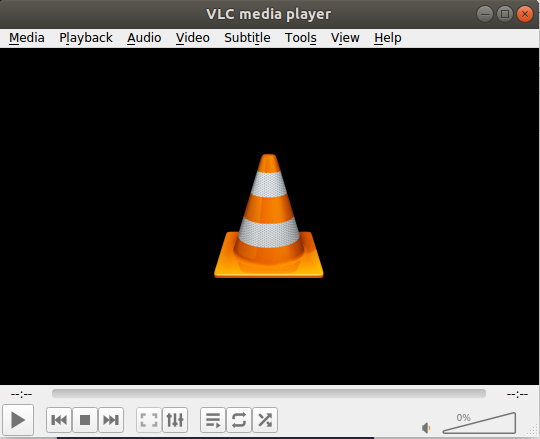 VLC media player
Media Playback Audio Video Subtitle Tools View Help
--:-- --:--
0%